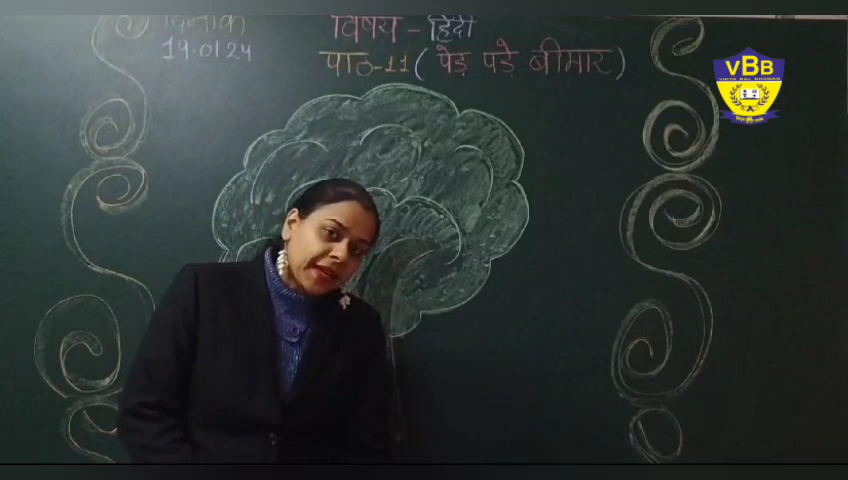 दिनांक
19.01.24
विषय - हिंदी
पाठ-11 ( पेड़ पड़े बीमार )
VBB